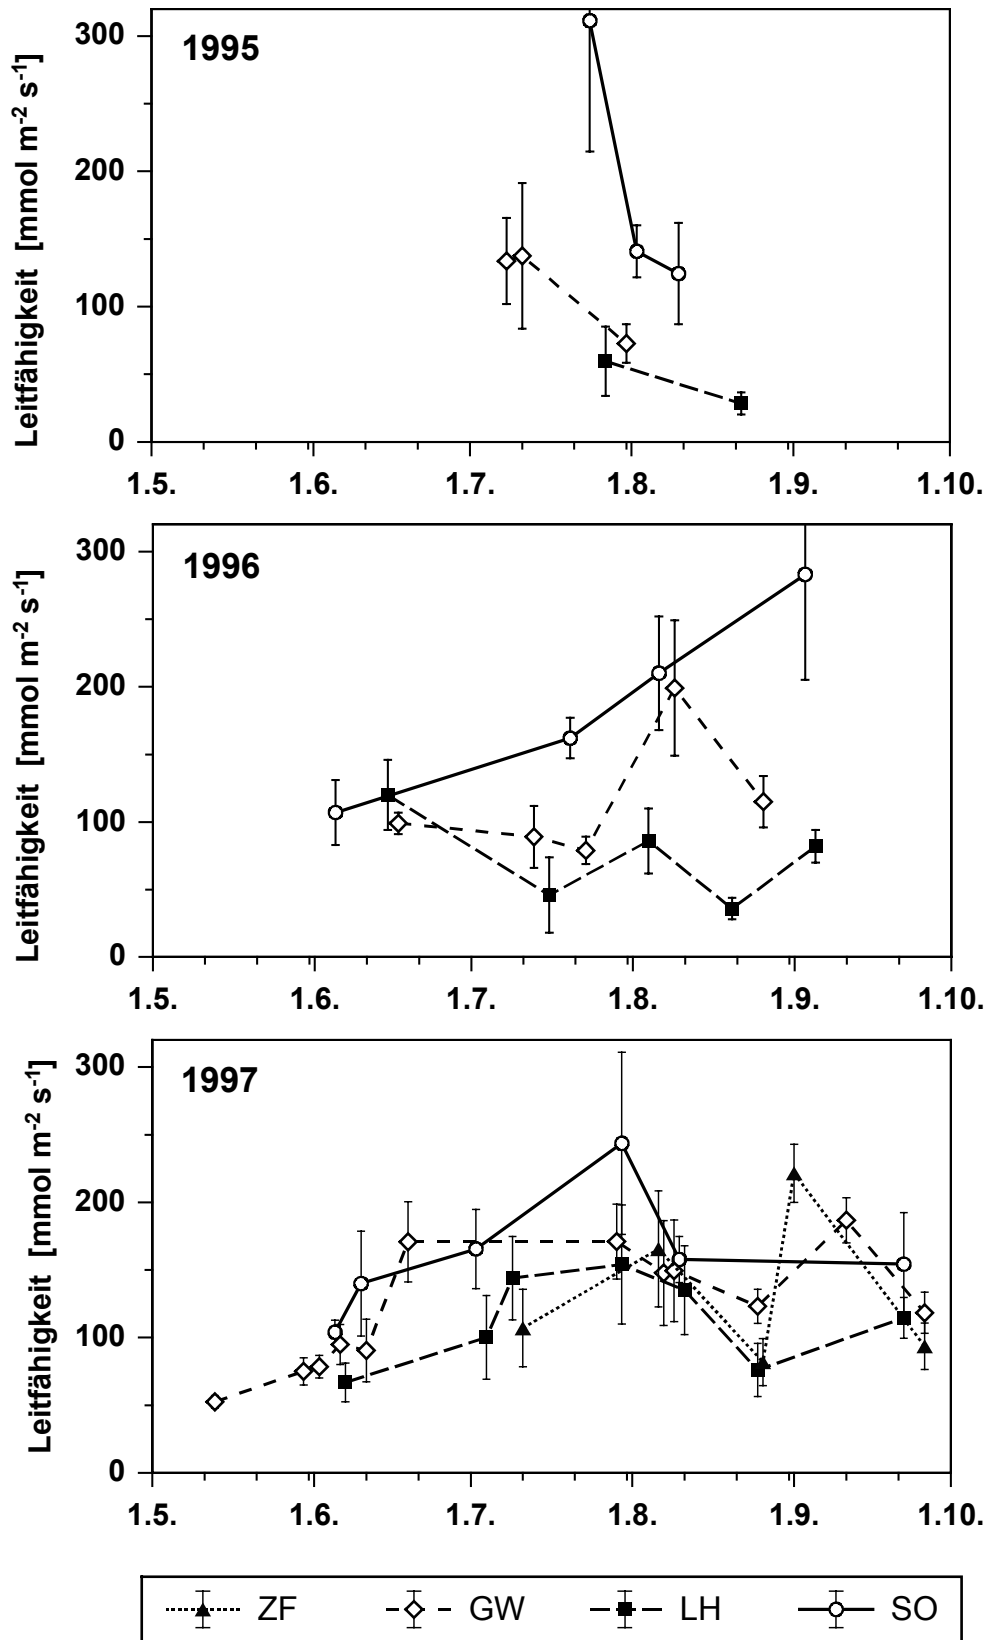 1995
Leitfähigkeit [mmol m-2 s-1]
300
200
100
0
1.5. 1.6. 1.7. 1.8. 1.9. 1.10.
1996
Leitfähigkeit [mmol m-2 s-1]
300
200
100
0
1.5. 1.6. 1.7. 1.8. 1.9. 1.10.
1997
Leitfähigkeit [mmol m-2 s-1]
300
200
100
0
1.5. 1.6. 1.7. 1.8. 1.9. 1.10.
ZF GW LH SO